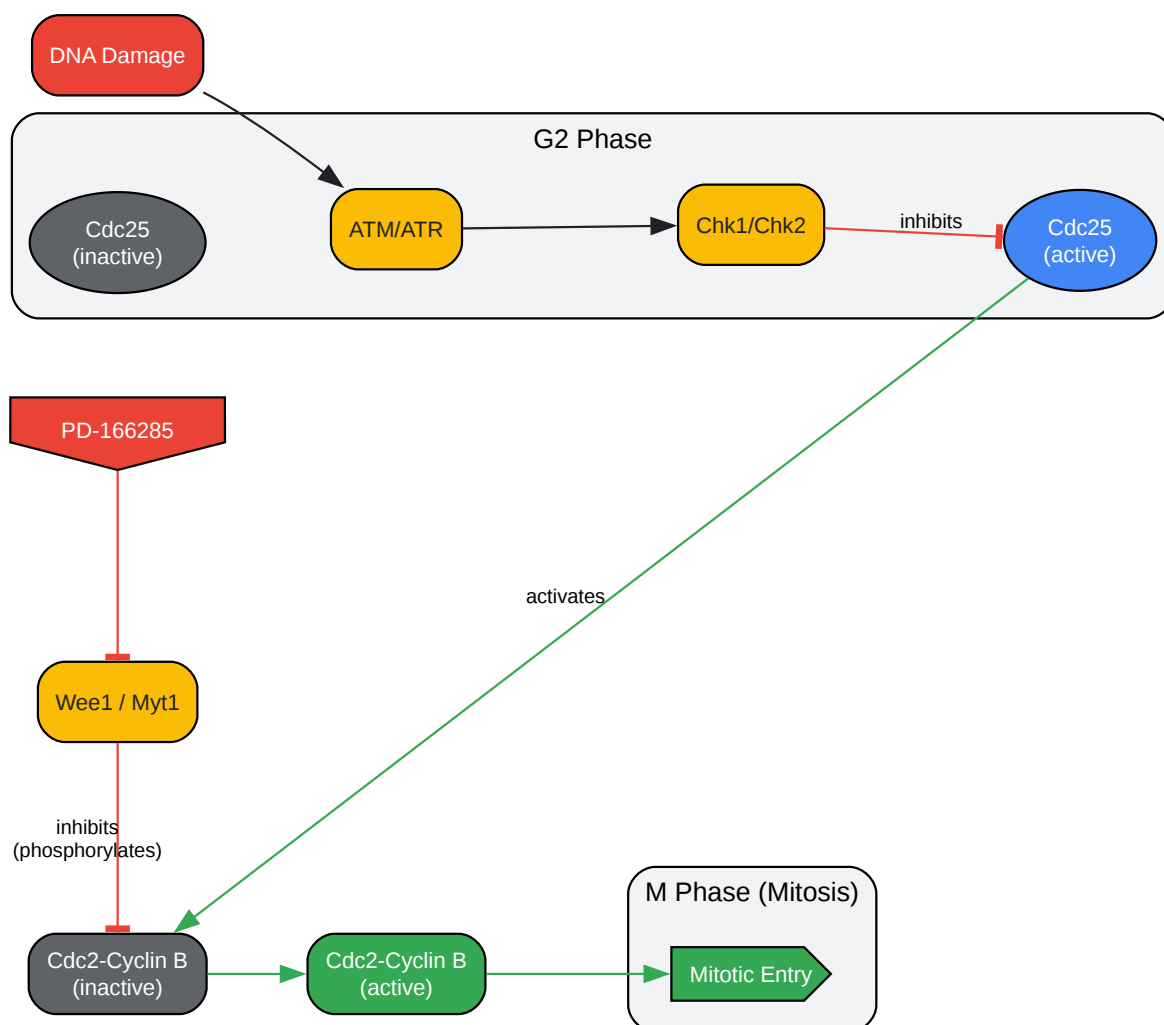 DNA Damage
G2 Phase
Cdc25
(inactive)
ATM/ATR
Chk1/Chk2
inhibits
Cdc25
(active)
PD-166285
activates
Wee1 / Myt1
inhibits
(phosphorylates)
M Phase (Mitosis)
Cdc2-Cyclin B
(inactive)
Cdc2-Cyclin B
(active)
Mitotic Entry